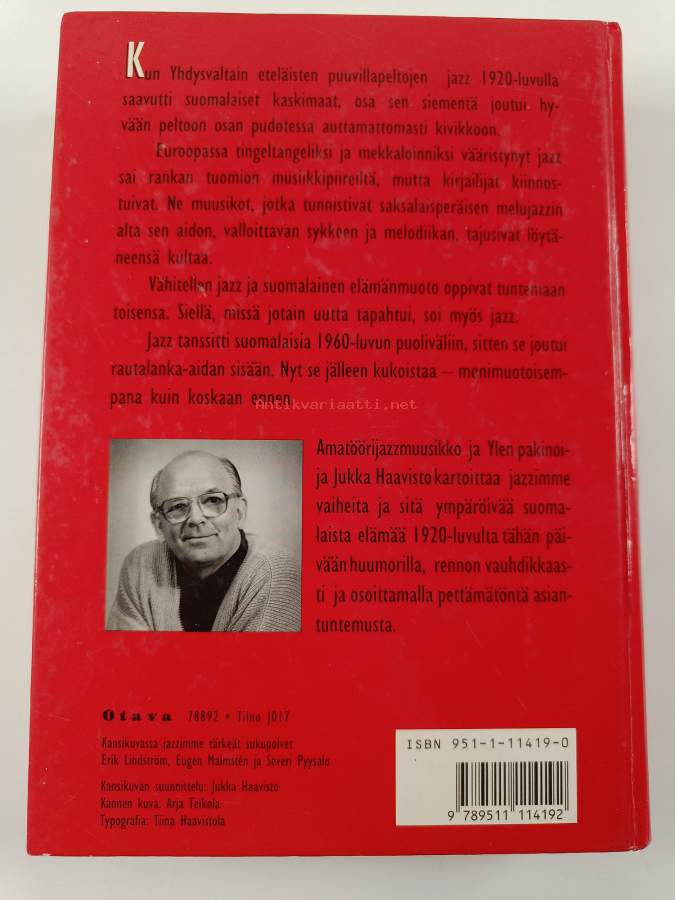 Kun Yhdysvaltain eteläisten puuvillapeltojen jazz 1920-luvulla
saavutti suomalaiset kaskimaat, osa sen siementä joutui hy-
vään peltoon osan pudotessa auttamattomasti kivikkoon.
Euroopassa tingeltangeliksi ja mekkaloinniksi vääristynyt jazz
sai rankan tuomion musiikkipiireiltä, mutta kirjailijat kiinnos-
tuivat. Ne muusikot, jotka tunnistivat saksalaisperäisen melujazzin
alta sen aidon, valloittavan sykkeen ja melodiikan, tajusivat löytä-
neensä kultaa.
Vähitellen jazz ja suomalainen elämänmuoto oppivat tuntemaan
toisensa. Siellä, missä jotain uutta tapahtui, soi myös jazz.
Jazz tanssitti suomalaisia 1960-luvun puoliväliin, sitten se joutui
rautalanka-aidan sisään. Nyt se jälleen kukoistaa – monimuotoisem-
pana kuin koskaan ennen.
Antikvariaatti.net
Amatöörijazzmuusikko ja Ylen pakinoi-
ja Jukka Haavisto kartoittaa jazzimme
vaiheita ja sitä ympäröivää suoma-
laista elämää 1920-luvulta tähän päi-
vään huumorilla, rennon vauhdikkaas-
ti ja osoittamalla pettämätöntä asian-
tuntemusta.
Otava 78892 • Tilno J017
Kansikuvassa jazzimme tärkeät sukupolvet
Erik Lindström, Eugen Malmstén ja Severi Pyysalo
Kansikuvan suunnittelu: Jukka Haavisto
Kannen kuva: Arja Teikola
Typografia: Tiina Haavistola
ISBN 951-1-11419-0
9 789511 114192